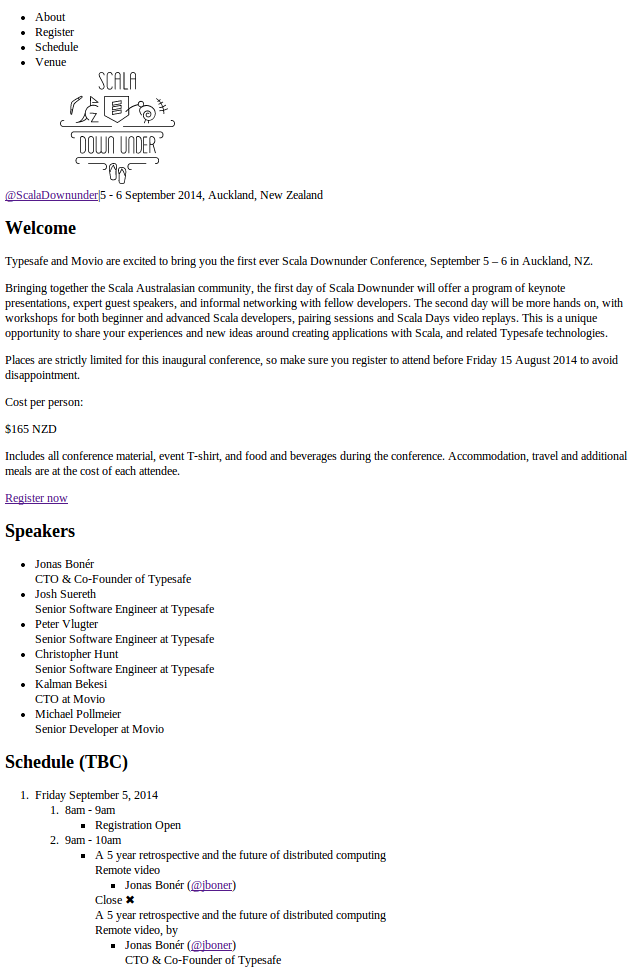 About
Register
Schedule
Venue
SCALA
DOWN UNDER
@ScalaDownunder|5 - 6 September 2014, Auckland, New Zealand
Welcome
Typesafe and Movio are excited to bring you the first ever Scala Downunder Conference, September 5 – 6 in Auckland, NZ.
Bringing together the Scala Australasian community, the first day of Scala Downunder will offer a program of keynote
presentations, expert guest speakers, and informal networking with fellow developers. The second day will be more hands on, with
workshops for both beginner and advanced Scala developers, pairing sessions and Scala Days video replays. This is a unique
opportunity to share your experiences and new ideas around creating applications with Scala, and related Typesafe technologies.
Places are strictly limited for this inaugural conference, so make sure you register to attend before Friday 15 August 2014 to avoid
disappointment.
Cost per person:
$165 NZD
Includes all conference material, event T-shirt, and food and beverages during the conference. Accommodation, travel and additional
meals are at the cost of each attendee.
Register now
Speakers
Jonas Bonér
CTO & Co-Founder of Typesafe
Josh Suereth
Senior Software Engineer at Typesafe
Peter Vlugter
Senior Software Engineer at Typesafe
Christopher Hunt
Senior Software Engineer at Typesafe
Kalman Bekesi
CTO at Movio
Michael Pollmeier
Senior Developer at Movio
Schedule (TBC)
1. Friday September 5, 2014
1. 8am - 9am
Registration Open
2. 9am - 10am
A 5 year retrospective and the future of distributed computing
Remote video
Jonas Bonér (@jboner)
Close ✖
A 5 year retrospective and the future of distributed computing
Remote video, by
Jonas Bonér (@jboner)
CTO & Co-Founder of Typesafe